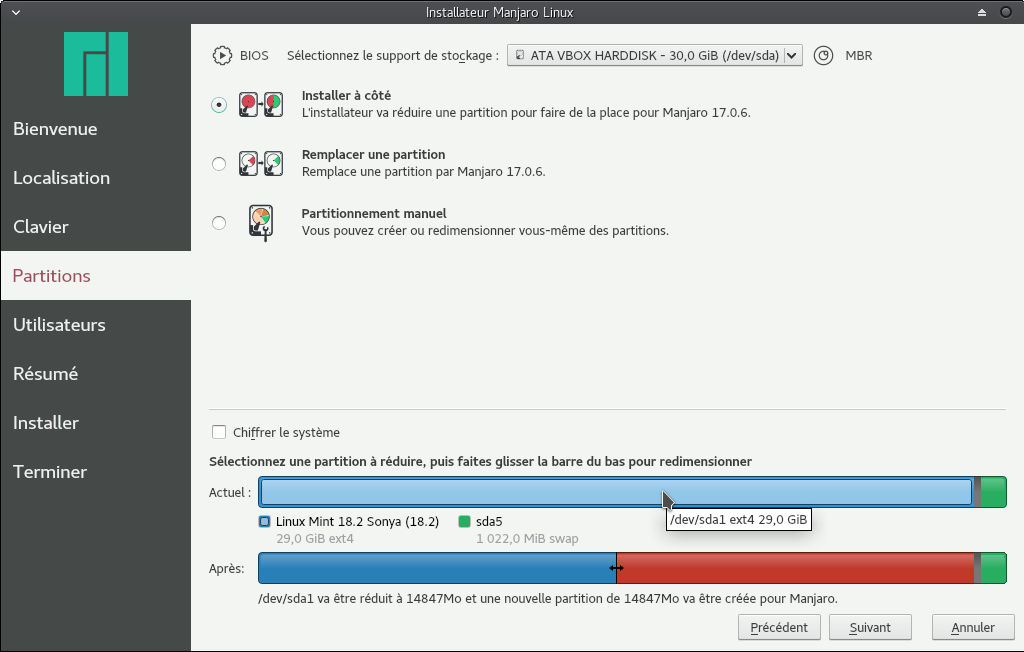 Installateur Manjaro Linux
Bienvenue
Localisation
Clavier
Partitions
Utilisateurs
Résumé
Installer
Terminer
BIOS Sélectionnez le support de stockage : ATA VBOX HARDDISK - 30,0 GiB (/dev/sda) MBR
Installer à côté
L'installateur va réduire une partition pour faire de la place pour Manjaro 17.0.6.
Remplacer une partition
Remplace une partition par Manjaro 17.0.6.
Partitionnement manuel
Vous pouvez créer ou redimensionner vous-même des partitions.
Chiffrer le système
Sélectionnez une partition à réduire, puis faites glisser la barre du bas pour redimensionner
Actuel :
/dev/sda1 ext4 29,0 GiB
Linux Mint 18.2 Sonya (18.2) sda5
29,0 GiB ext4 1 022,0 MiB swap
Après:
/dev/sda1 va être réduit à 14847Mo et une nouvelle partition de 14847Mo va être créée pour Manjaro.
Précédent Suivant Annuler